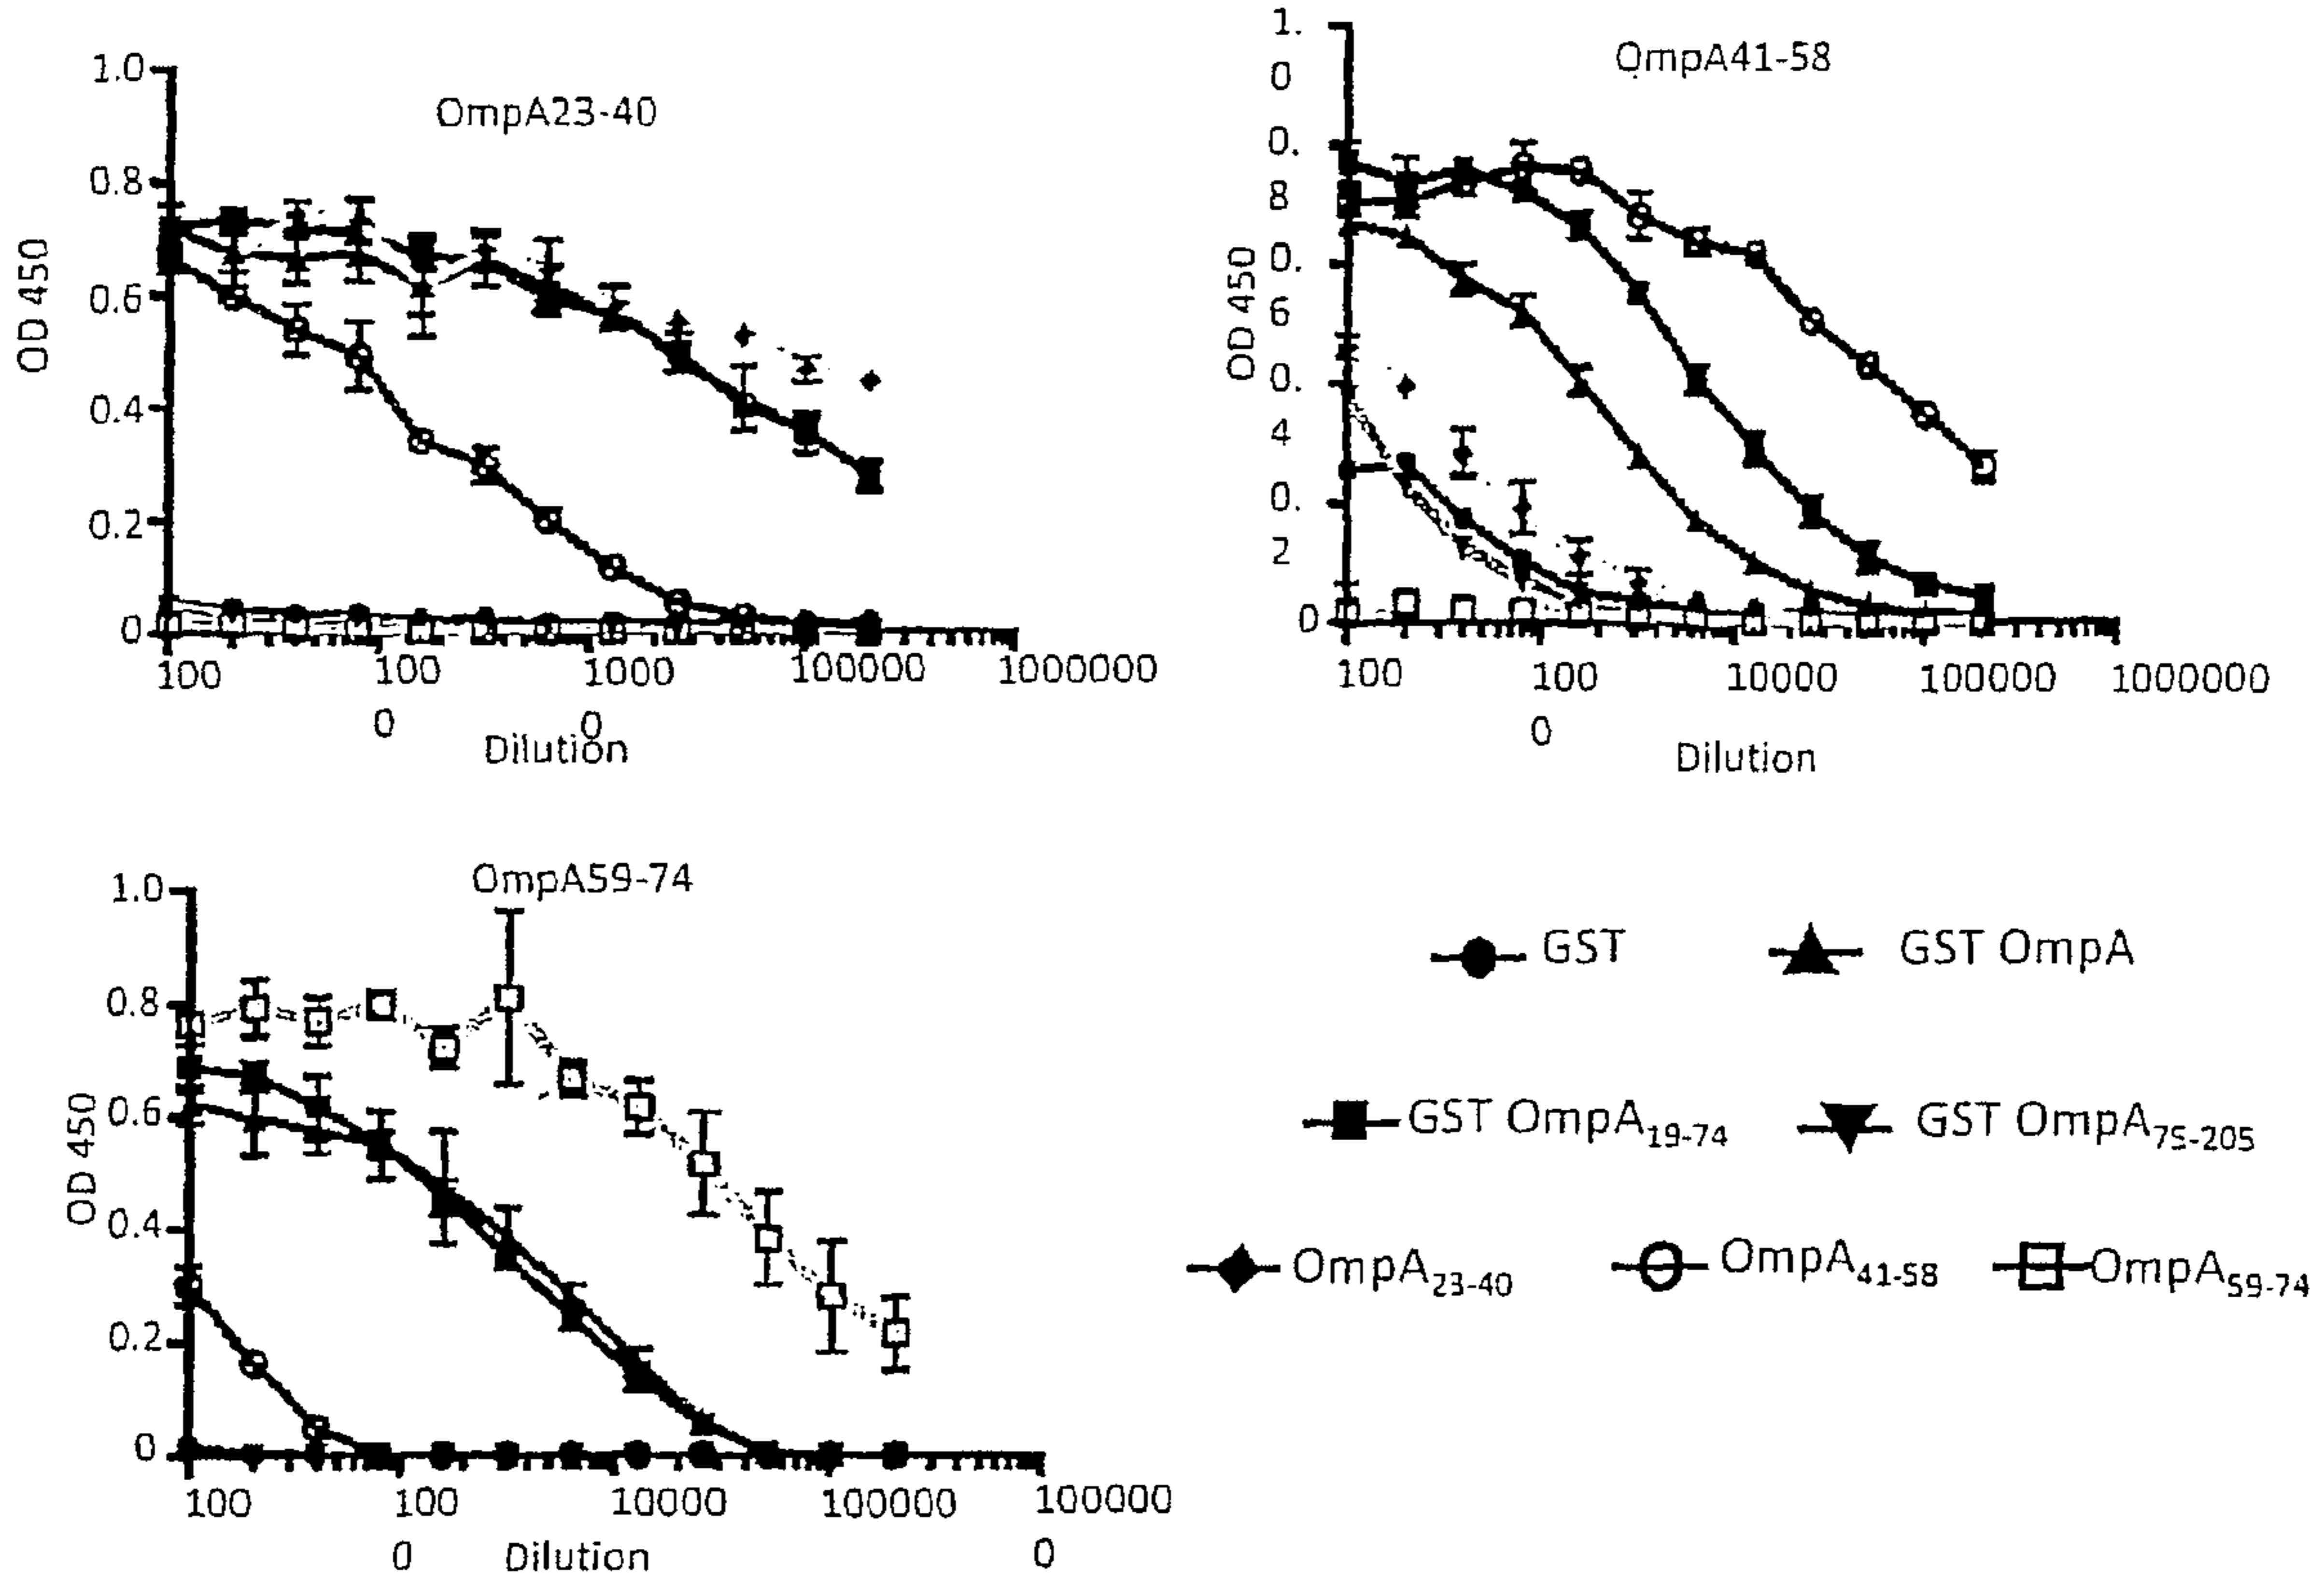 OmpA23-40
1.0
0.8
0.6
0.4
0.2
0
OD 450
100 100 1000 100000 1000000
0 0
Dilution
OmpA41-58
1.
0
0.
8
0.
6
0.
4
0.
2
0
OD 450
100 100 10000 100000 1000000
0
Dilution
OmpA59-74
1.0
0.8
0.6
0.4
0.2
0
OD 450
100 100 10000 100000 100000
0 0
Dilution
GST GST OmpA
GST OmpA19-74 GST OmpA75-205
OmpA23-40 OmpA41-58 OmpA59-74